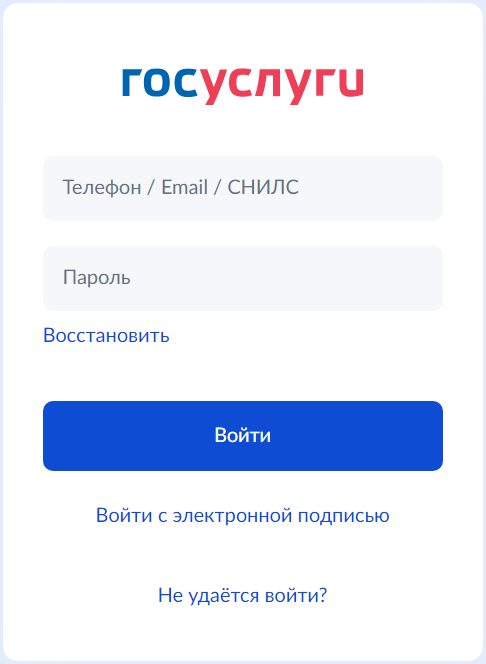 госуслуги
Телефон / Email / СНИЛС
Пароль
Восстановить
Войти
Войти с электронной подписью
Не удаётся войти?